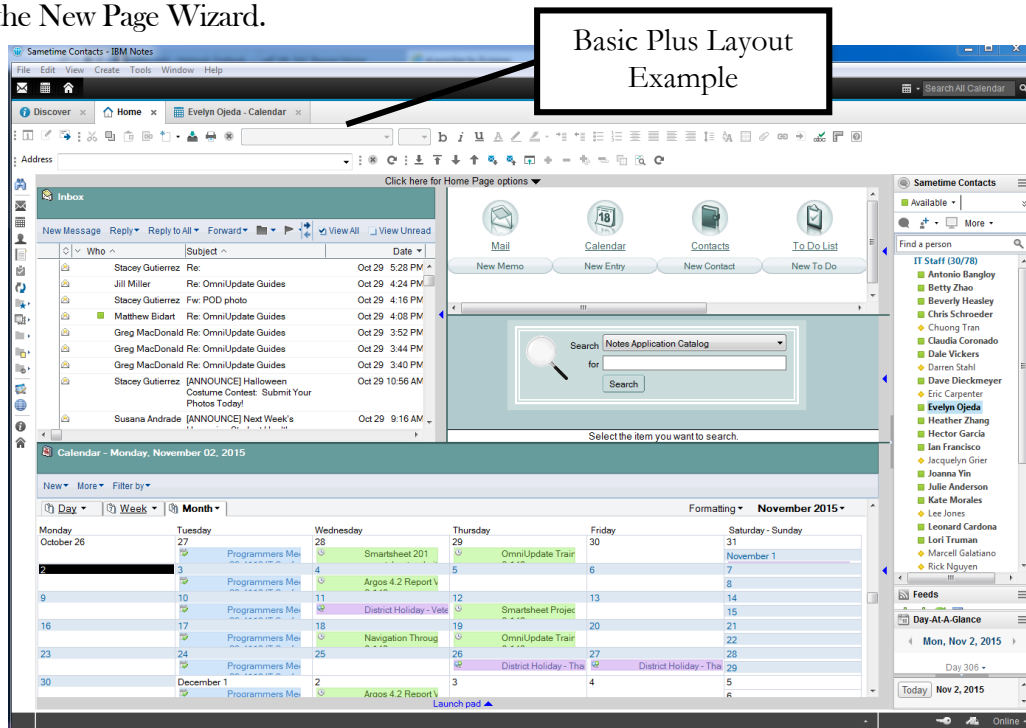 the New Page Wizard.
Basic Plus Layout
Example
Sametime Contacts - IBM Notes
File Edit View Create Tools Window Help
Search All Calendar
Discover
Home
Evelyn Ojeda - Calendar
Address
Click here for Home Page options
Inbox
New Message Reply Reply to All Forward View All View Unread
Who Subject Date
Stacey Gutierrez Re: Oct 29 5:28 PM
Jill Miller Re: OmniUpdate Guides Oct 29 4:24 PM
Stacey Gutierrez Fw: POD photo Oct 29 4:16 PM
Matthew Bidart Re: OmniUpdate Guides Oct 29 4:08 PM
Greg MacDonald Re: OmniUpdate Guides Oct 29 3:52 PM
Greg MacDonald Re: OmniUpdate Guides Oct 29 3:44 PM
Greg MacDonald Re: OmniUpdate Guides Oct 29 3:40 PM
Stacey Gutierrez [ANNOUNCE] Halloween Oct 29 10:56 AM
Costume Contest: Submit Your
Photos Today!
Susana Andrade [ANNOUNCE] Next Week's Oct 29 9:16 AM
Mail Calendar Contacts To Do List
New Memo New Entry New Contact New To Do
Search Notes Application Catalog
for
Search
Select the item you want to search.
Calendar - Monday, November 02, 2015
New More Filter by
Day Week Month Formatting November 2015
Monday Tuesday Wednesday Thursday Friday Saturday - Sunday
October 26 27 28 29 30 31
Programmers Mee Smartsheet 201 OmniUpdate Train November 1
2 3 4 5 6 7
Programmers Mee Argos 4.2 Report V 8
9 10 11 12 13 14
Programmers Mee District Holiday - Vete Smartsheet Projec 15
16 17 18 19 20 21
Programmers Mee Navigation Throug OmniUpdate Train 22
23 24 25 26 27 28
Programmers Mee District Holiday - Tha District Holiday - Tha 29
30 December 1 2 3 4 5
Programmers Mee Argos 4.2 Report V 6
Launch pad
Sametime Contacts
Available
More
Find a person
IT Staff (30/78)
Antonio Bangloy
Betty Zhao
Beverly Heasley
Chris Schroeder
Chuong Tran
Claudia Coronado
Dale Vickers
Darren Stahl
Dave Dieckmeyer
Eric Carpenter
Evelyn Ojeda
Heather Zhang
Hector Garcia
Ian Francisco
Jacquelyn Grier
Joanna Yin
Julie Anderson
Kate Morales
Lee Jones
Leonard Cardona
Lori Truman
Marcell Galatiano
Rick Nguyen
Feeds
Day-At-A-Glance
Mon, Nov 2, 2015
Day 306
Today Nov 2, 2015
Online